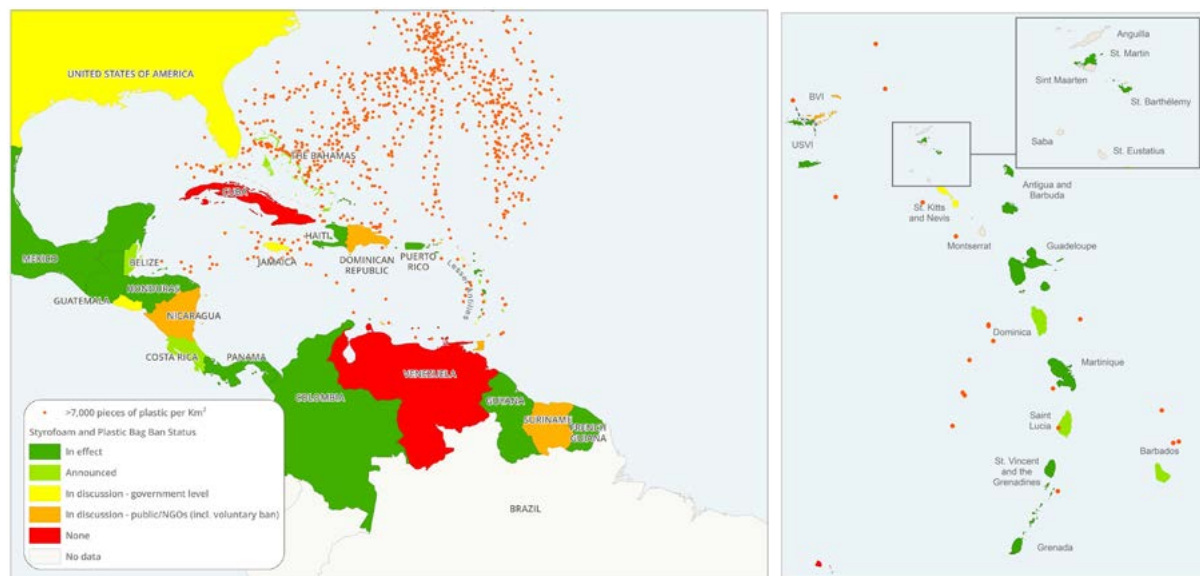 UNITED STATES OF AMERICA
THE BAHAMAS
CUBA
MEXICO
BELIZE
JAMAICA
HAITI
DOMINICAN
REPUBLIC
PUERTO
RICO
Lesser Antilles
GUATEMALA
HONDURAS
NICARAGUA
COSTA RICA
PANAMA
COLOMBIA
VENEZUELA
GUYANA
SURINAME
FRENCH
GUIANA
BRAZIL
>7,000 pieces of plastic per Km²
Styrofoam and Plastic Bag Ban Status
In effect
Announced
In discussion - government level
In discussion - public/NGOs (incl. voluntary ban)
None
No data
Anguilla
St. Martin
Sint Maarten
St. Barthélemy
Saba
St. Eustatius
BVI
USVI
Antigua and
Barbuda
St. Kitts
and Nevis
Montserrat
Guadeloupe
Dominica
Martinique
Saint
Lucia
Barbados
St. Vincent
and the
Grenadines
Grenada